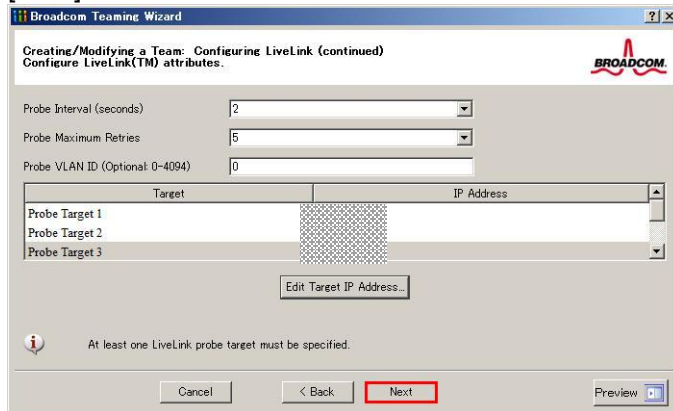 Broadcom Teaming Wizard
Creating/Modifying a Team: Configuring LiveLink (continued)
Configure LiveLink(TM) attributes.
BROADCOM.
Probe Interval (seconds) 2
Probe Maximum Retries 5
Probe VLAN ID (Optional: 0-4094) 0
Target IP Address
Probe Target 1
Probe Target 2
Probe Target 3
Edit Target IP Address...
At least one LiveLink probe target must be specified.
Cancel < Back Next Preview